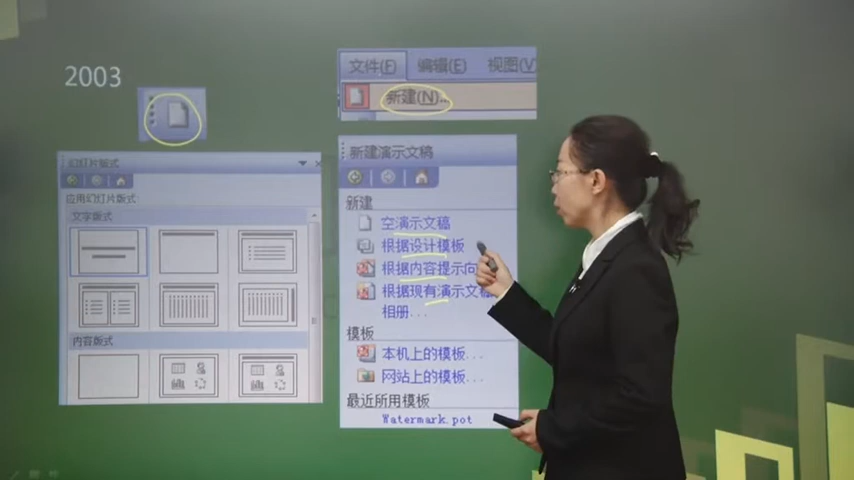 2003
文件(F) 编辑(E) 视图(V
新建(N)...
幻灯片版式
应用幻灯片版式
文字版式
内容版式
新建演示文稿
新建
空演示文稿
根据设计模板
根据内容提示向
根据现有演示文稿
相册...
模板
本机上的模板...
网站上的模板...
最近所用模板
Watermark.pot